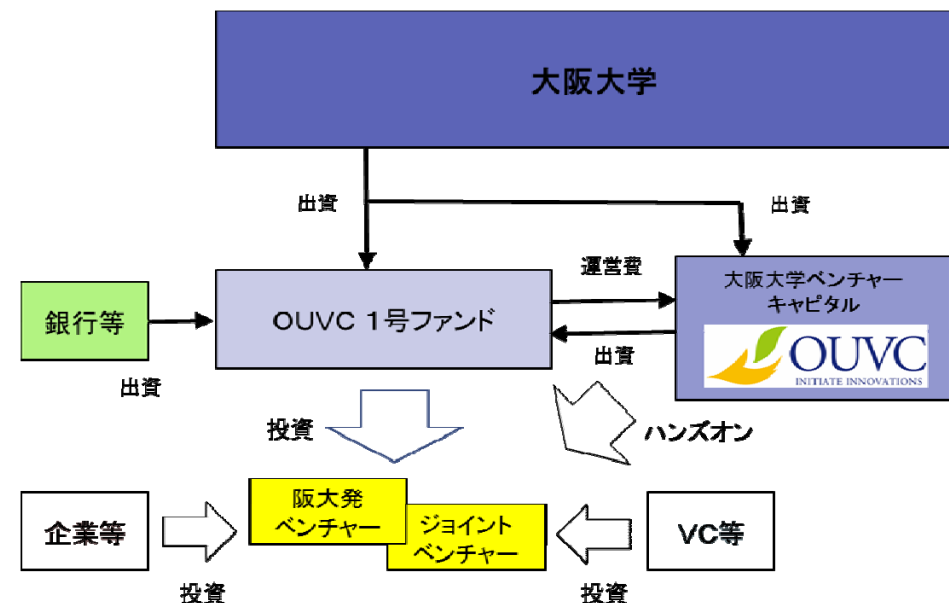 大阪大学
出資
出資
運営費
大阪大学ベンチャー
キャピタル
銀行等
OUVC 1号ファンド
OUVC
INITIATE INNOVATIONS
出資
出資
投資
ハンズオン
阪大発
ベンチャー
企業等
ジョイント
ベンチャー
VC等
投資
投資